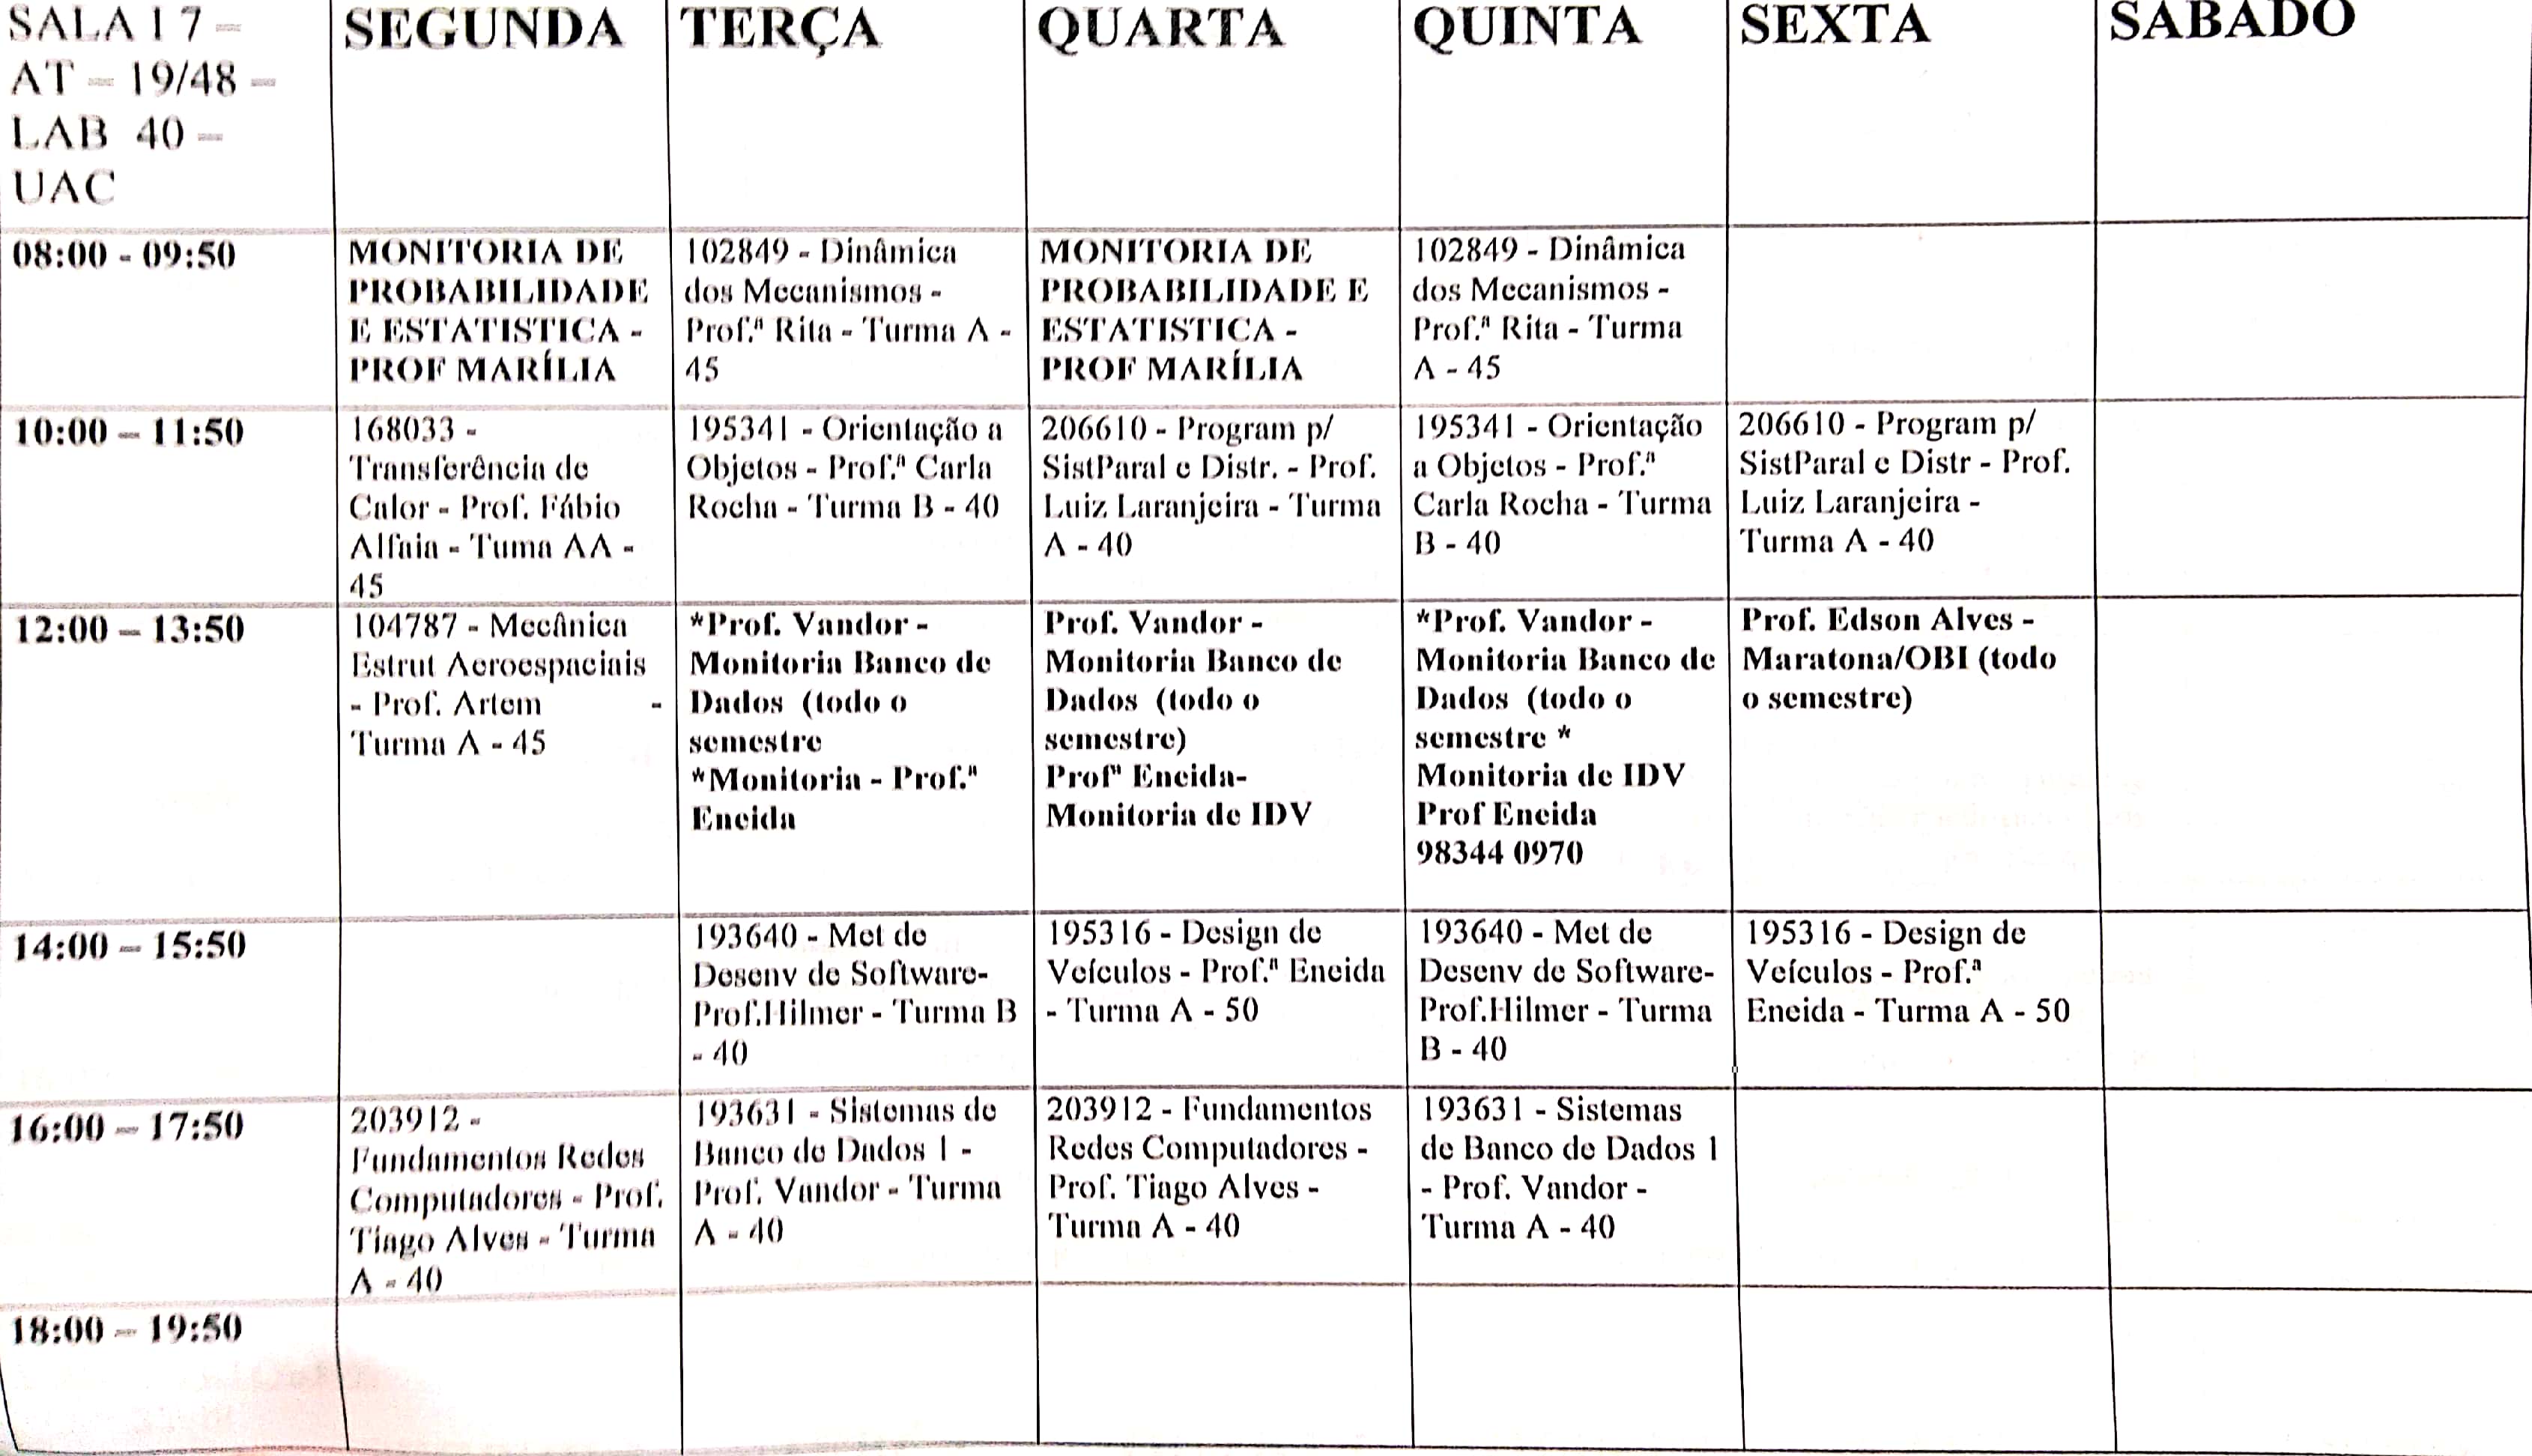 SALA I 7 –
AT – 19/48 –
LAB 40 –
UAC
SEGUNDA
TERÇA
QUARTA
QUINTA
SEXTA
SÁBADO
08:00 - 09:50
MONITORIA DE
PROBABILIDADE
E ESTATISTICA -
PROF MARÍLIA
102849 - Dinâmica
dos Mecanismos -
Prof.ª Rita - Turma A -
45
MONITORIA DE
PROBABILIDADE E
ESTATISTICA -
PROF MARÍLIA
102849 - Dinâmica
dos Mecanismos -
Prof.ª Rita - Turma
A - 45
10:00 – 11:50
168033 -
Transferência de
Calor - Prof. Fábio
Alfaia - Tuma AA -
45
195341 - Orientação a
Objetos - Prof.ª Carla
Rocha - Turma B - 40
206610 - Program p/
SistParal e Distr. - Prof.
Luiz Laranjeira - Turma
A - 40
195341 - Orientação
a Objetos - Prof.ª
Carla Rocha - Turma
B - 40
206610 - Program p/
SistParal e Distr - Prof.
Luiz Laranjeira -
Turma A - 40
12:00 – 13:50
104787 - Mecânica
Estrut Aeroespaciais
- Prof. Artem -
Turma A - 45
*Prof. Vandor -
Monitoria Banco de
Dados (todo o
semestre
*Monitoria - Prof.ª
Eneida
Prof. Vandor -
Monitoria Banco de
Dados (todo o
semestre)
Profª Eneida-
Monitoria de IDV
*Prof. Vandor -
Monitoria Banco de
Dados (todo o
semestre *
Monitoria de IDV
Prof Eneida
98344 0970
Prof. Edson Alves -
Maratona/OBI (todo
o semestre)
14:00 – 15:50
193640 - Met de
Desenv de Software-
Prof.Hilmer - Turma B
- 40
195316 - Design de
Veículos - Prof.ª Eneida
- Turma A - 50
193640 - Met de
Desenv de Software-
Prof.Hilmer - Turma
B - 40
195316 - Design de
Veículos - Prof.ª
Eneida - Turma A - 50
16:00 – 17:50
203912 -
Fundamentos Redes
Computadores - Prof.
Tiago Alves - Turma
A - 40
193631 - Sistemas de
Banco de Dados 1 -
Prof. Vandor - Turma
A - 40
203912 - Fundamentos
Redes Computadores -
Prof. Tiago Alves -
Turma A - 40
193631 - Sistemas
de Banco de Dados 1
- Prof. Vandor -
Turma A - 40
18:00 – 19:50